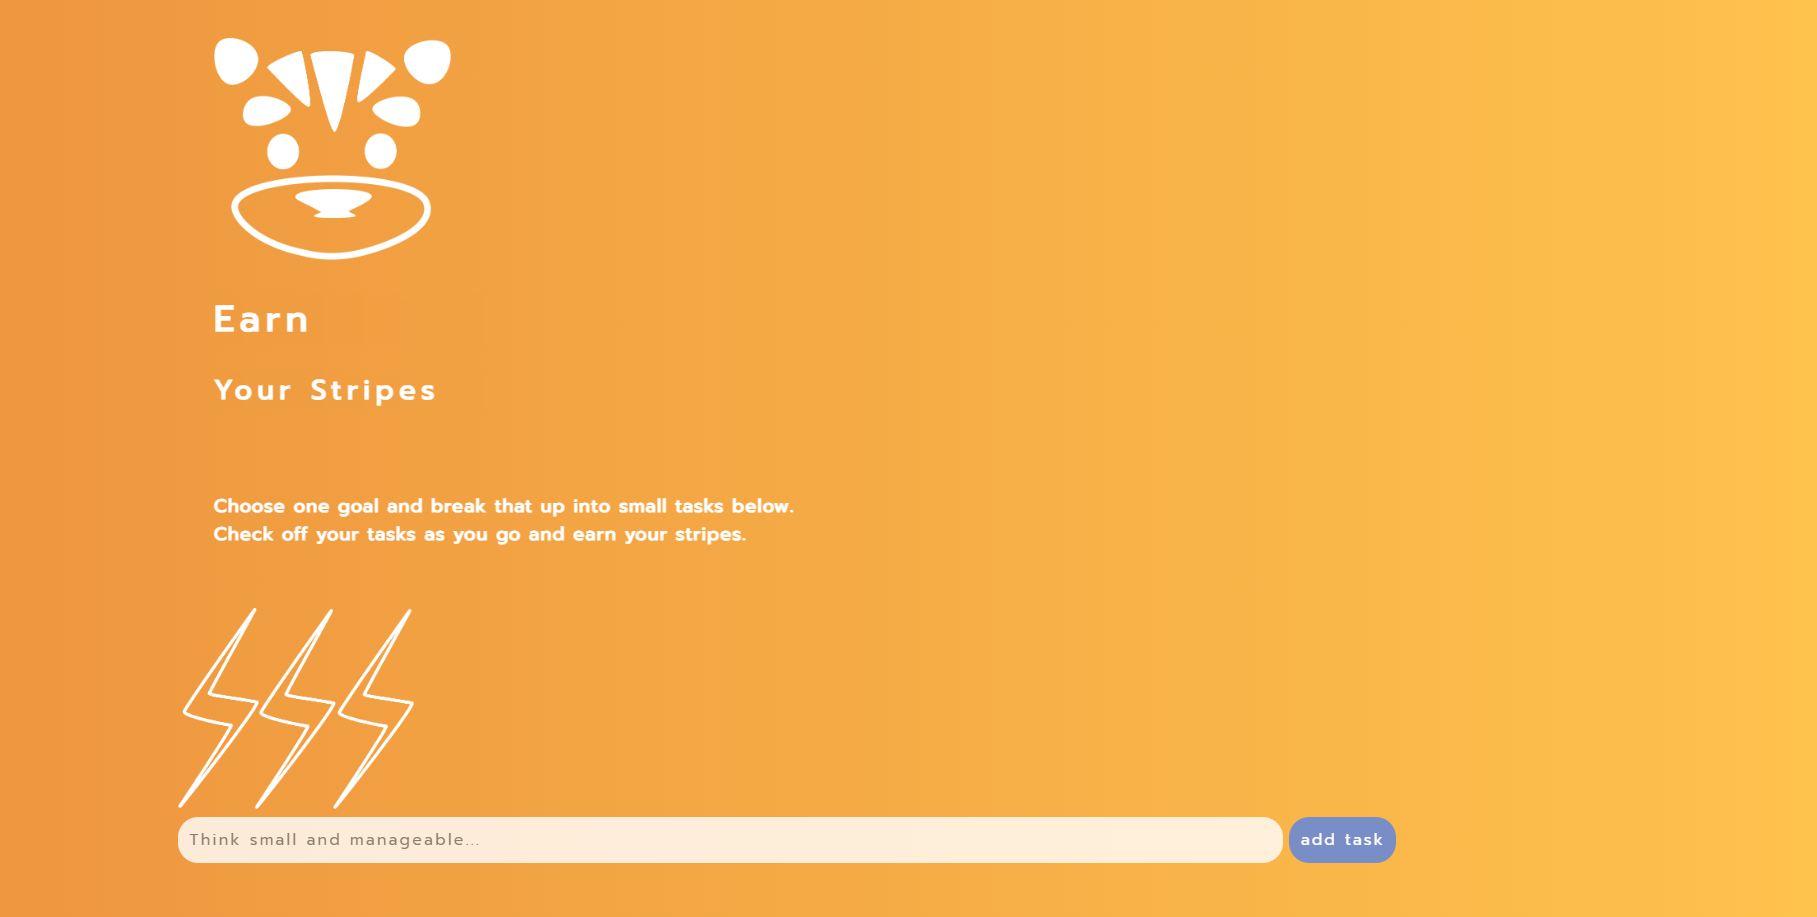 Earn
Your Stripes
Choose one goal and break that up into small tasks below.
Check off your tasks as you go and earn your stripes.
Think small and manageable...
add task